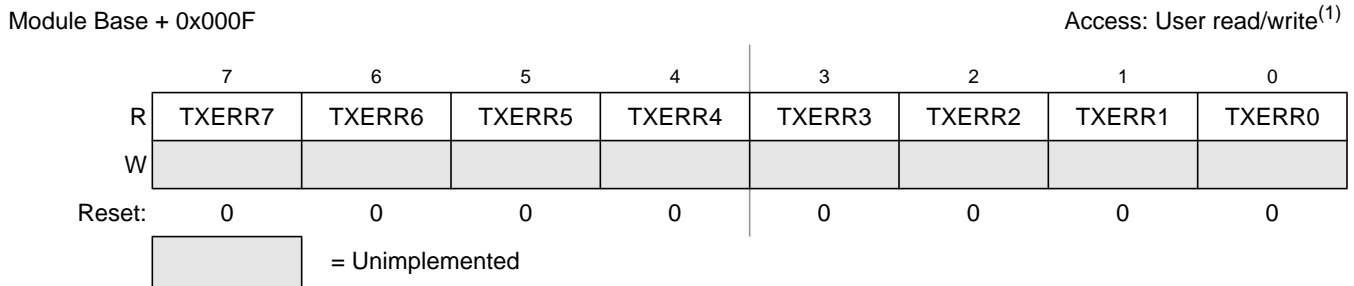 Module Base + 0x000F Access: User read/write(1)
7 6 5 4 3 2 1 0
R TXERR7 TXERR6 TXERR5 TXERR4 TXERR3 TXERR2 TXERR1 TXERR0
W
Reset: 0 0 0 0 0 0 0 0
= Unimplemented